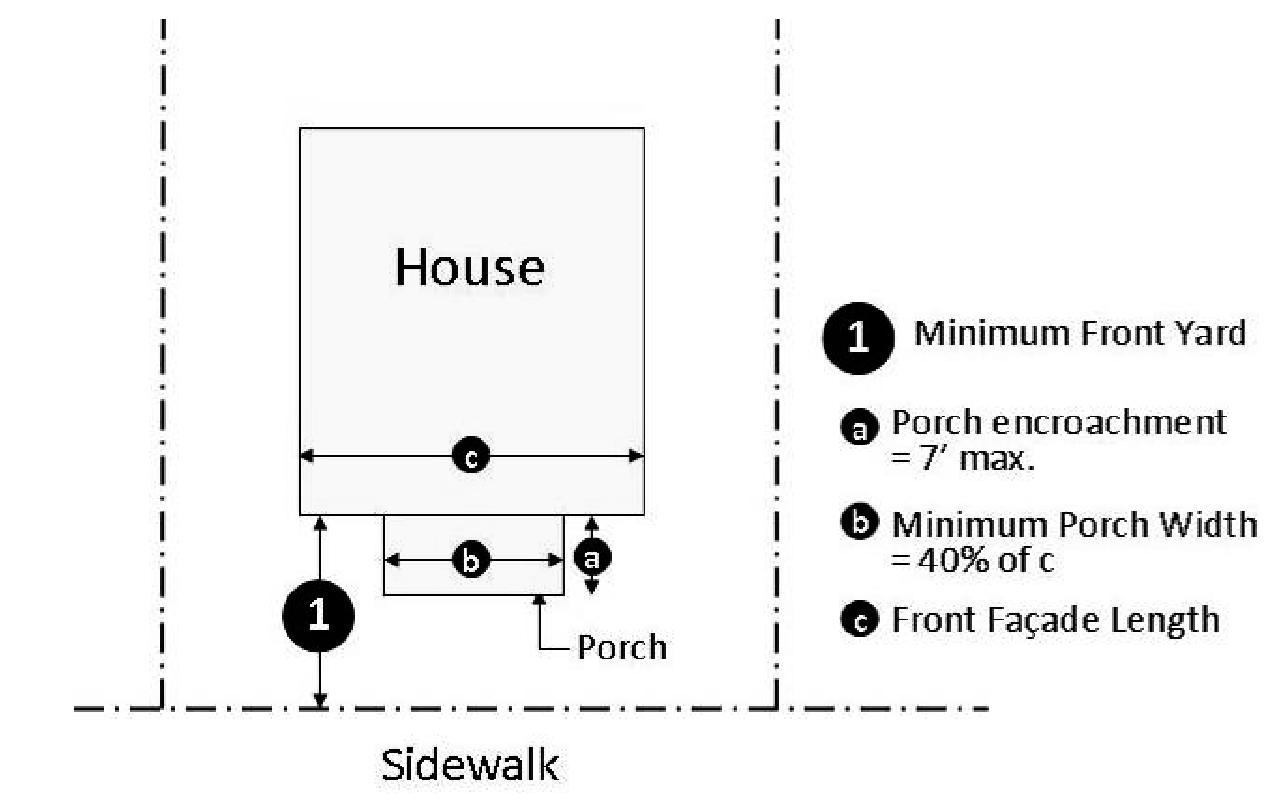 House
c
b
a
1
Porch
Sidewalk
1 Minimum Front Yard
a Porch encroachment
= 7’ max.
b Minimum Porch Width
= 40% of c
c Front Façade Length